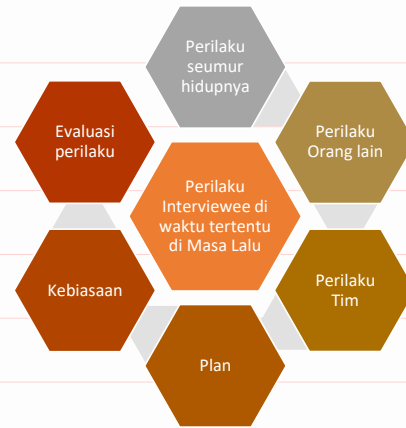 Perilaku
seumur
hidupnya
Evaluasi
perilaku
Perilaku
Orang lain
Perilaku
Interviewee di
waktu tertentu
di Masa Lalu
Kebiasaan
Perilaku
Tim
Plan